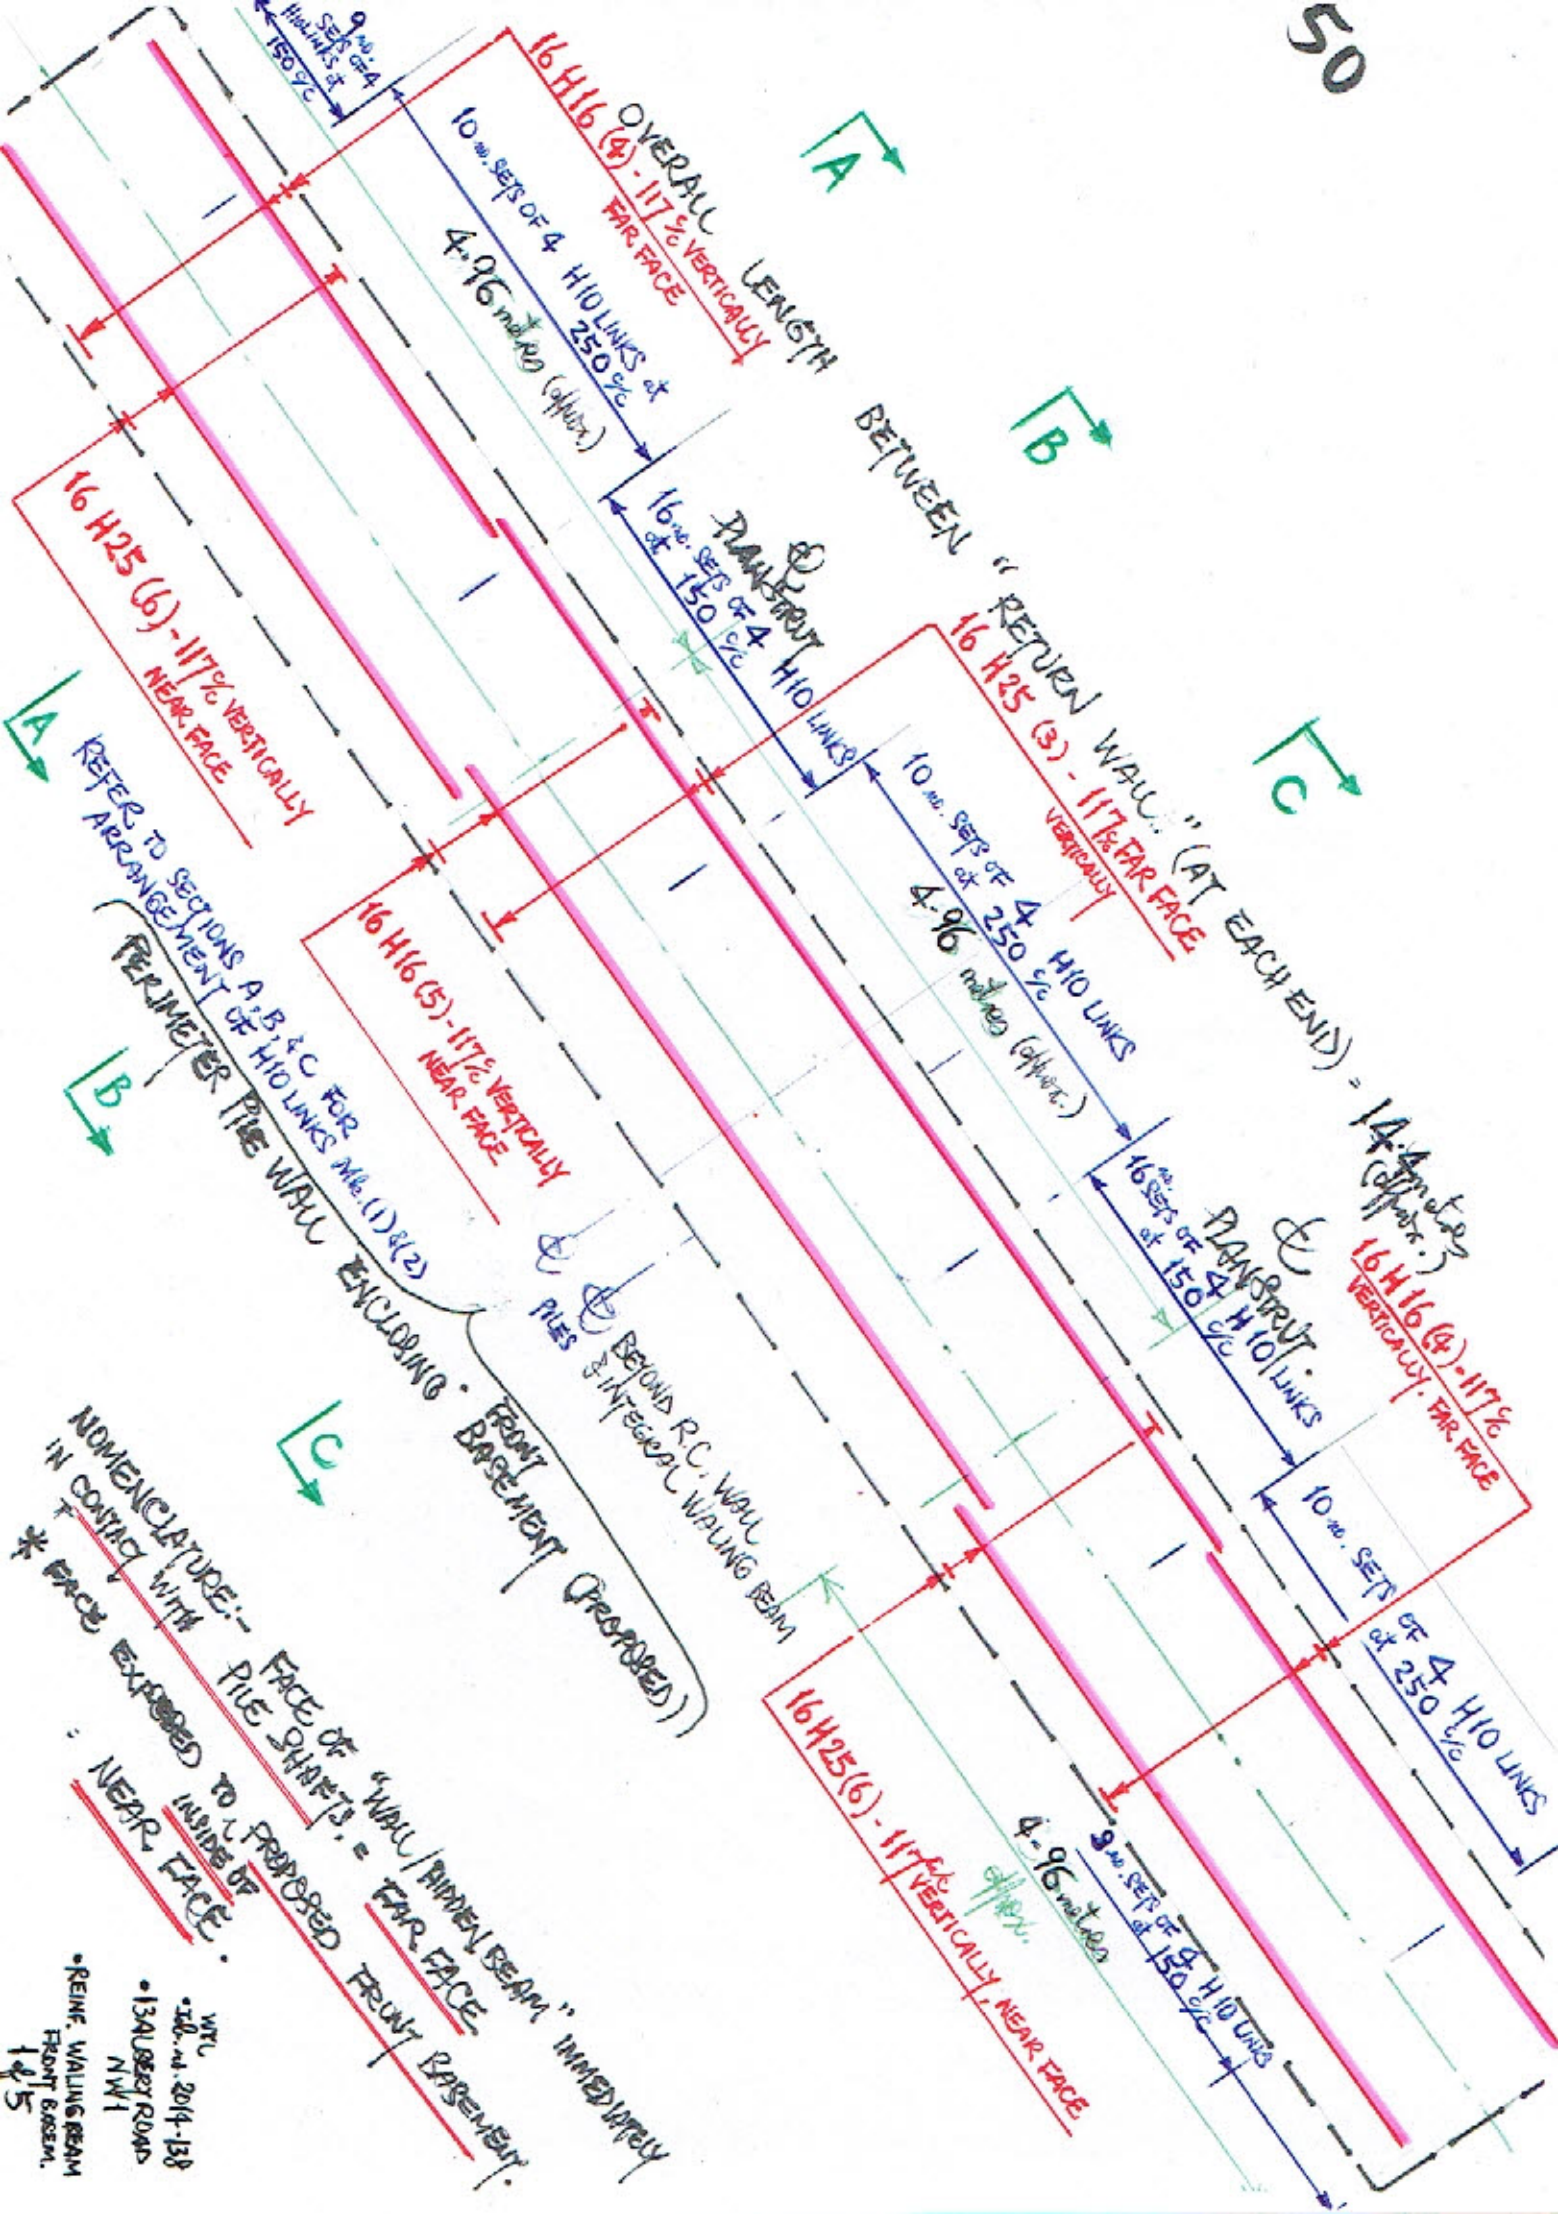 50
9 no.
SETS OF 4
H10 LINKS at
150 c/c
16 H16 (4) - 117 c/c VERTICALLY
FAR FACE
OVERALL LENGTH BETWEEN "RETURN WALL.." (AT EACH END) = 14.4 metres
(approx.)
10 no. SETS OF 4 H10 LINKS at
250 c/c
4.96 metres (approx.)
A
B
C
℄
PLAN STRUT
16 no. SETS OF 4 H10 LINKS
at 150 c/c
16 H25 (3) - 117 c/c FAR FACE
VERTICALLY
10 no. SETS OF 4 H10 LINKS
at 250 c/c
4.96 metres (approx.)
℄
PLAN STRUT.
16 no. SETS OF 4 H10 LINKS
at 150 c/c
16 H16 (4) - 117 c/c
VERTICALLY. FAR FACE
10 no. SETS OF 4 H10 LINKS
at 250 c/c
16 H25 (6) - 117 c/c VERTICALLY
NEAR FACE
16 H16 (5) - 117 c/c VERTICALLY
NEAR FACE
16 H25 (6) - 117 c/c VERTICALLY, NEAR FACE
4.96 metres
approx.
9 no. SETS OF 4 H10 LINKS
at 150 c/c
A
B
C
REFER TO SECTIONS A, B, & C FOR
ARRANGEMENT OF H10 LINKS Mk. (1) & (2)
(PERIMETER PILE WALL ENCLOSING. FRONT
BASEMENT (PROPOSED))
℄ ℄ BEYOND R.C. WALL
PILES & INTEGRAL WALING BEAM
NOMENCLATURE:- FACE OF "WALL/HIDDEN BEAM" IMMEDIATELY
IN CONTACT WITH PILE SHAFTS. = FAR FACE
* FACE EXPOSED TO PROPOSED FRONT BASEMENT.
INSIDE OF
: NEAR FACE.
WTL
• Job. no. 2014-138
• 13 ALBERT ROAD
NW1
• REINF. WALING BEAM
FRONT BASEM.
1 of 5